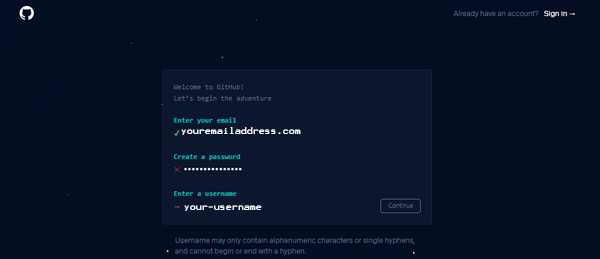 Already have an account? Sign in →
Welcome to GitHub!
Let's begin the adventure
Enter your email
✓ youremailaddress.com
Create a password
× •••••••••••••••
Enter a username
→ your-username
Continue
Username may only contain alphanumeric characters or single hyphens,
and cannot begin or end with a hyphen.